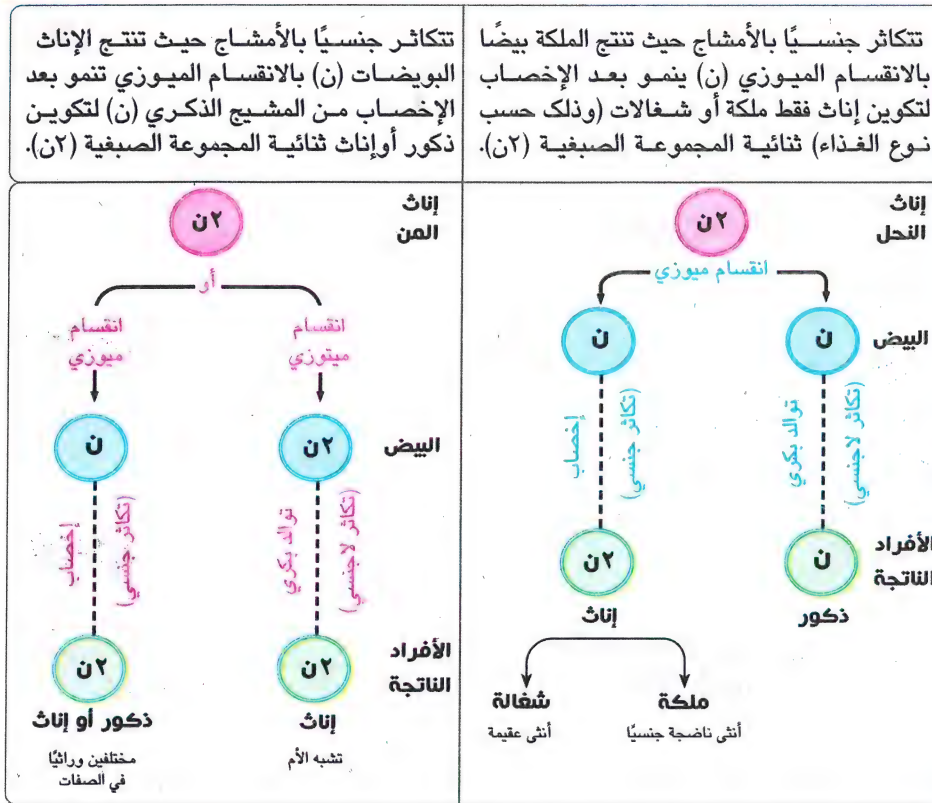 تتكاثر جنسيًا بالأمشاج حيث تنتج الملكة بيضًا
بالانقسام الميوزي (ن) ينمو بعد الإخصاب
لتكوين إناث فقط ملكة أو شغالات (وذلك حسب
نوع الغذاء) ثنائية المجموعة الصبغية (٢ن).
تتكاثر جنسيًا بالأمشاج حيث تنتج الإناث
البويضات (ن) بالانقسام الميوزي تنمو بعد
الإخصاب من المشيج الذكري (ن) لتكوين
ذكور أوإناث ثنائية المجموعة الصبغية (٢ن).
إناث
النحل
٢ن
انقسام ميوزي
البيض
ن
ن
توالد بكري
(تكاثر لاجنسي)
إخصاب
(تكاثر جنسي)
الأفراد
الناتجة
ن
٢ن
ذكور
إناث
ملكة
شغالة
أنثى ناضجة جنسيًا
أنثى عقيمة
إناث
المن
٢ن
أو
انقسام
ميتوزي
انقسام
ميوزي
البيض
٢ن
ن
توالد بكري
(تكاثر لاجنسي)
إخصاب
(تكاثر جنسي)
الأفراد
الناتجة
٢ن
٢ن
إناث
ذكور أو إناث
تشبه الأم
مختلفين وراثيًا
في الصفات